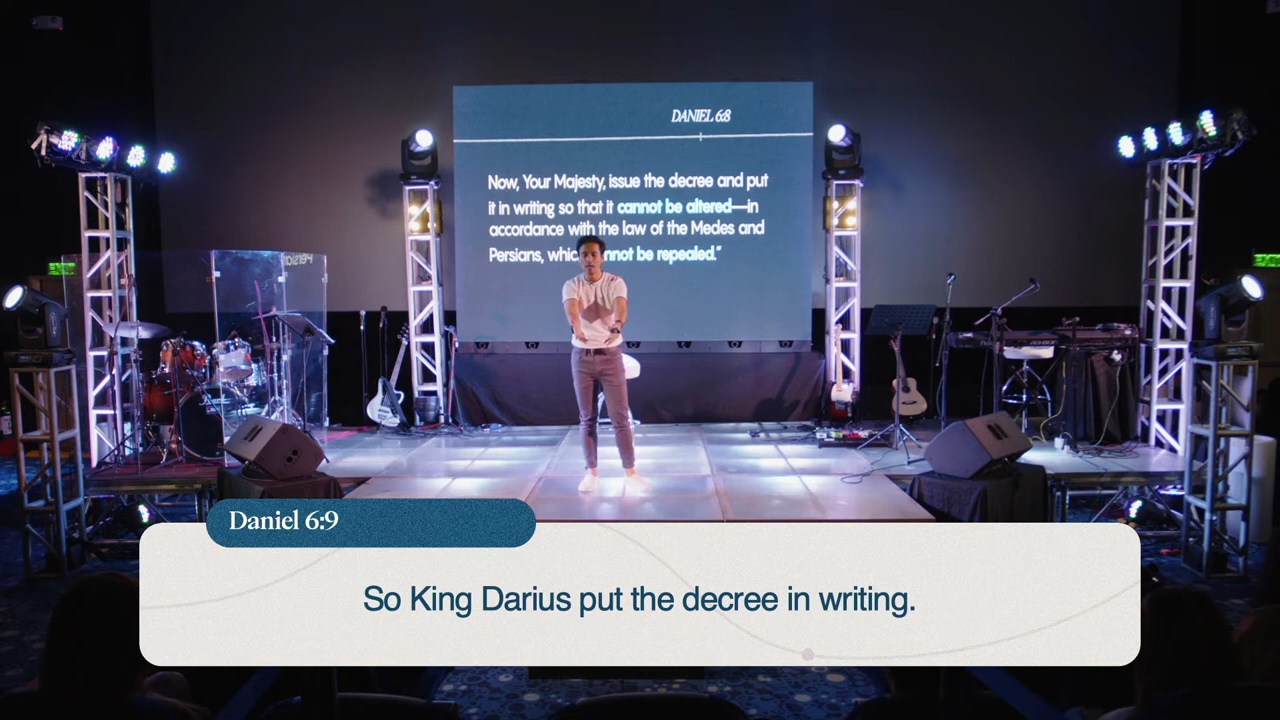 DANIEL 6:8
Now, Your Majesty, issue the decree and put
it in writing so that it cannot be altered—in
accordance with the law of the Medes and
Persians, be repealed.”
Daniel 6:9
So King Darius put the decree in writing.